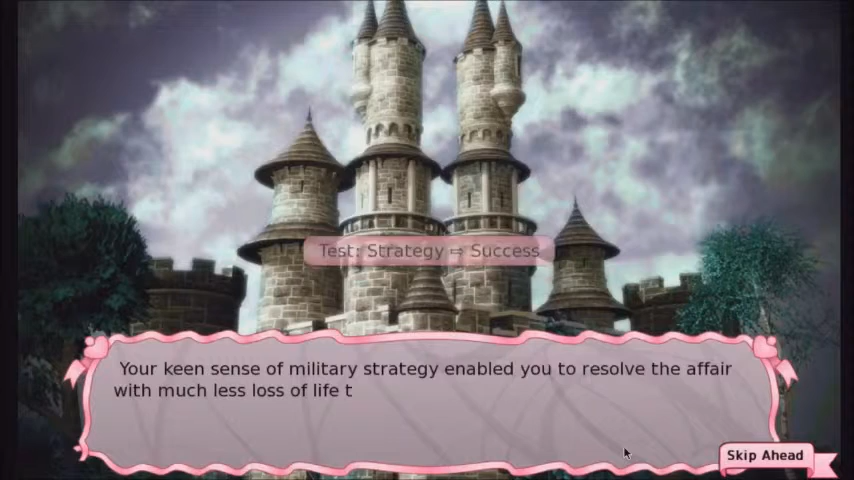 Test: Strategy ⇨ Success
Your keen sense of military strategy enabled you to resolve the affair
with much less loss of life t
Skip Ahead